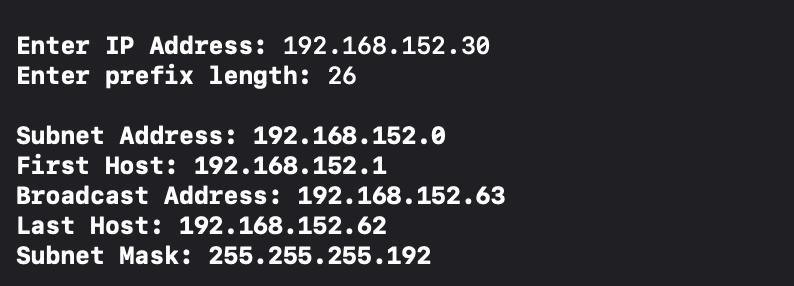 Enter IP Address: 192.168.152.30
Enter prefix length: 26
Subnet Address: 192.168.152.0
First Host: 192.168.152.1
Broadcast Address: 192.168.152.63
Last Host: 192.168.152.62
Subnet Mask: 255.255.255.192